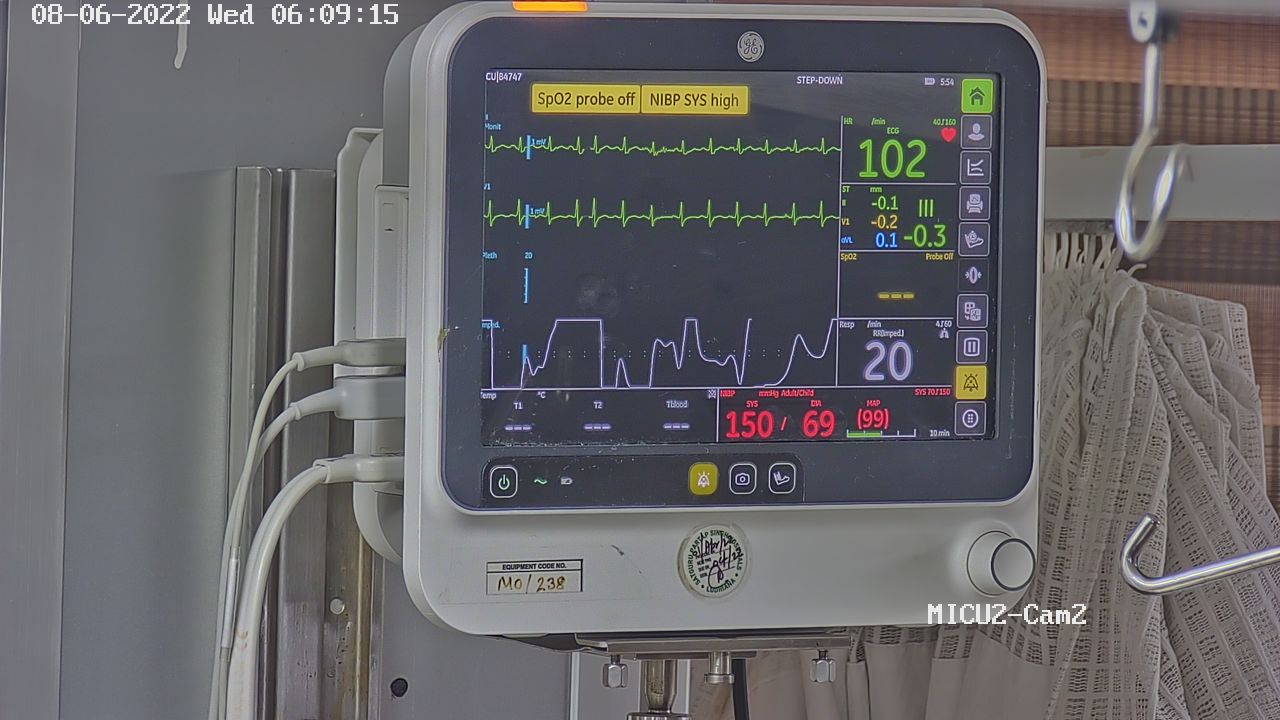 08-06-2022 Wed 06:09:15
GE
CU|B4747
STEP-DOWN
5:54
SpO2 probe off
NIBP SYS high
II
Monit
1 mV
HR /min
ECG
40/160
102
V1
1 mV
ST mm
II -0.1
V1 -0.2
aVL 0.1
III
-0.3
Pleth 20
SpO2 Probe Off
---
Imped.
Resp /min
RR(Imped.)
4/60
20
Temp °C
T1 T2 Tblood
--- --- ---
NIBP mmHg Adult/Child SYS 70/150
SYS DIA MAP
150 / 69 (99)
10 min
EQUIPMENT CODE NO.
MO/238
LUDHIANA
MICU2-Cam2